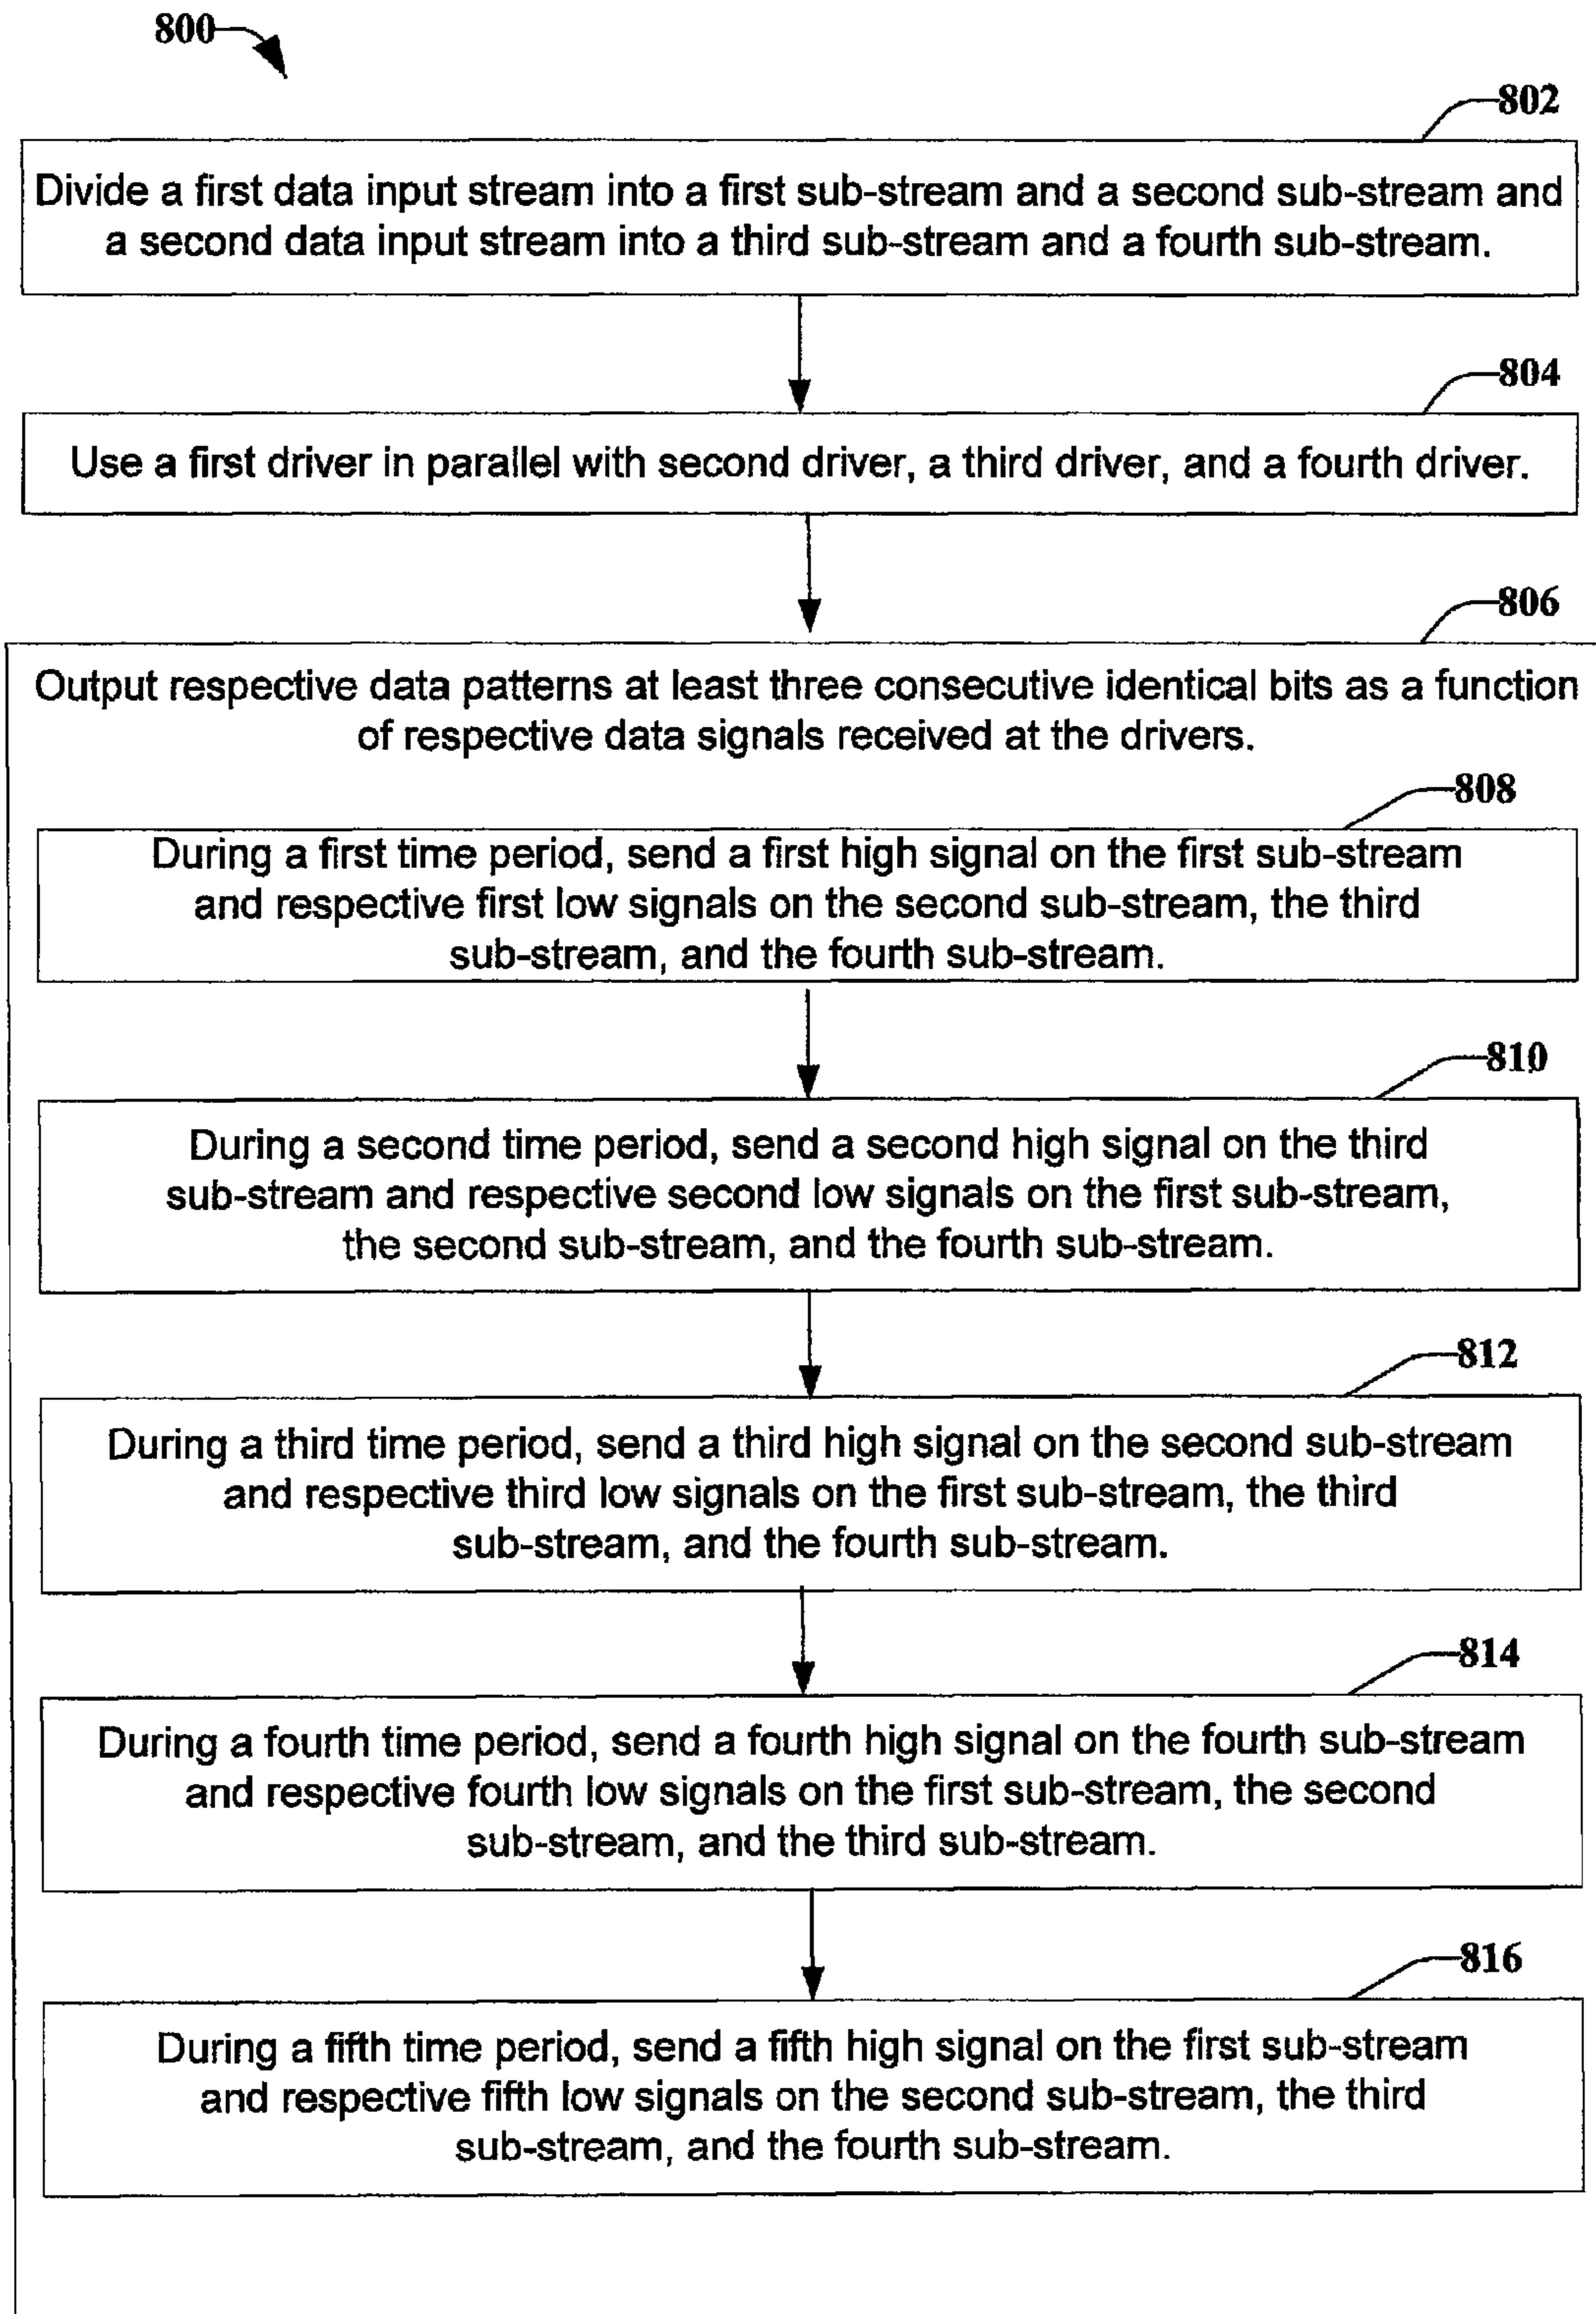 800
802
Divide a first data input stream into a first sub-stream and a second sub-stream and
a second data input stream into a third sub-stream and a fourth sub-stream.
804
Use a first driver in parallel with second driver, a third driver, and a fourth driver.
806
Output respective data patterns at least three consecutive identical bits as a function
of respective data signals received at the drivers.
808
During a first time period, send a first high signal on the first sub-stream
and respective first low signals on the second sub-stream, the third
sub-stream, and the fourth sub-stream.
810
During a second time period, send a second high signal on the third
sub-stream and respective second low signals on the first sub-stream,
the second sub-stream, and the fourth sub-stream.
812
During a third time period, send a third high signal on the second sub-stream
and respective third low signals on the first sub-stream, the third
sub-stream, and the fourth sub-stream.
814
During a fourth time period, send a fourth high signal on the fourth sub-stream
and respective fourth low signals on the first sub-stream, the second
sub-stream, and the third sub-stream.
816
During a fifth time period, send a fifth high signal on the first sub-stream
and respective fifth low signals on the second sub-stream, the third
sub-stream, and the fourth sub-stream.